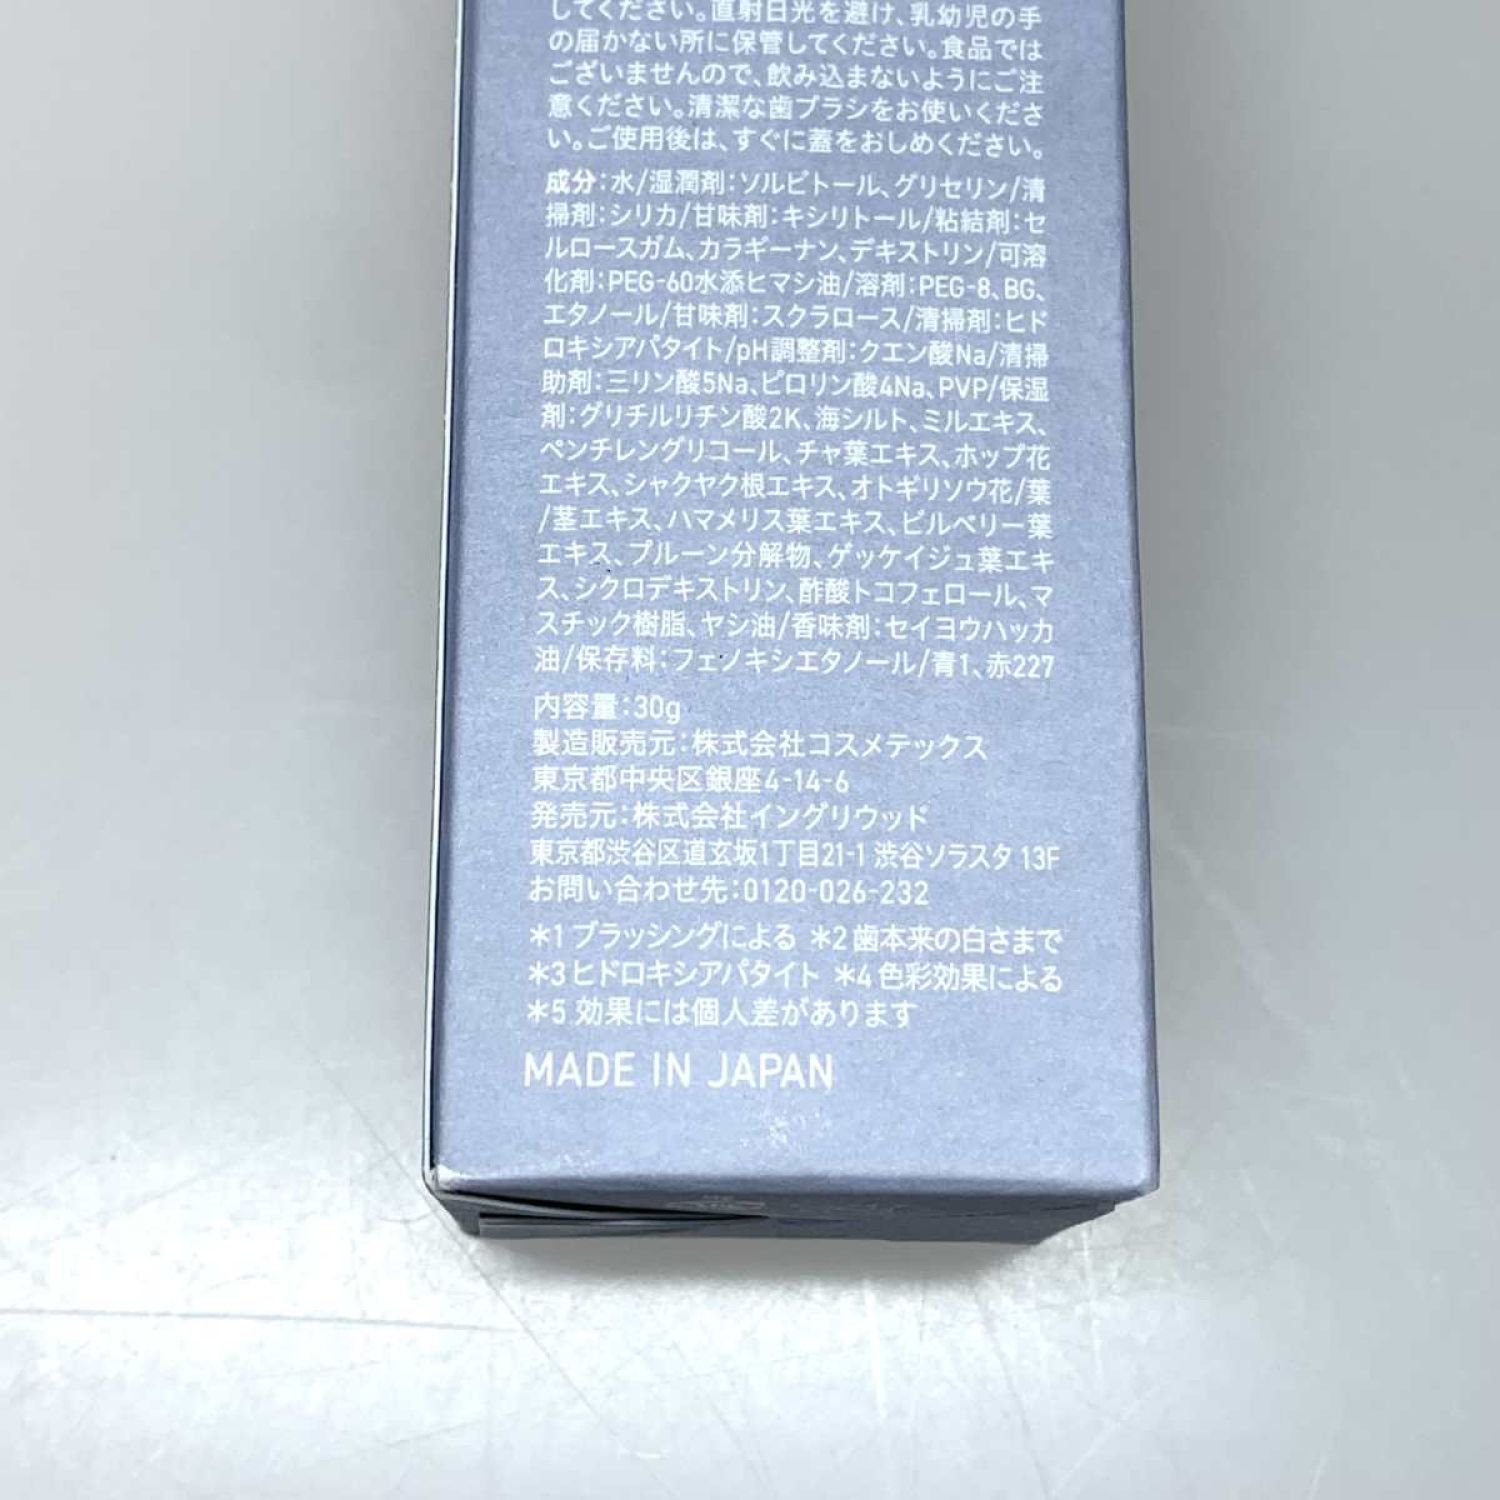 してください。直射日光を避け、乳幼児の手
の届かない所に保管してください。食品では
ございませんので、飲み込まないようにご注
意ください。清潔な歯ブラシをお使いくださ
い。ご使用後は、すぐに蓋をおしめください。
成分：水/湿潤剤：ソルビトール、グリセリン/清
掃剤：シリカ/甘味剤：キシリトール/粘結剤：セ
ルロースガム、カラギーナン、デキストリン/可溶
化剤：PEG-60水添ヒマシ油/溶剤：PEG-8、BG、
エタノール/甘味剤：スクラロース/清掃剤：ヒド
ロキシアパタイト/pH調整剤：クエン酸Na/清掃
助剤：三リン酸5Na、ピロリン酸4Na、PVP/保湿
剤：グリチルリチン酸2K、海シルト、ミルエキス、
ペンチレングリコール、チャ葉エキス、ホップ花
エキス、シャクヤク根エキス、オトギリソウ花/葉
/茎エキス、ハマメリス葉エキス、ビルベリー葉
エキス、プルーン分解物、ゲッケイジュ葉エキ
ス、シクロデキストリン、酢酸トコフェロール、マ
スチック樹脂、ヤシ油/香味剤：セイヨウハッカ
油/保存料：フェノキシエタノール/青1、赤227
内容量：30g
製造販売元：株式会社コスメテックス
東京都中央区銀座4-14-6
発売元：株式会社イングリウッド
東京都渋谷区道玄坂1丁目21-1 渋谷ソラスタ 13F
お問い合わせ先：0120-026-232
＊1 ブラッシングによる ＊2 歯本来の白さまで
＊3 ヒドロキシアパタイト ＊4 色彩効果による
＊5 効果には個人差があります
MADE IN JAPAN